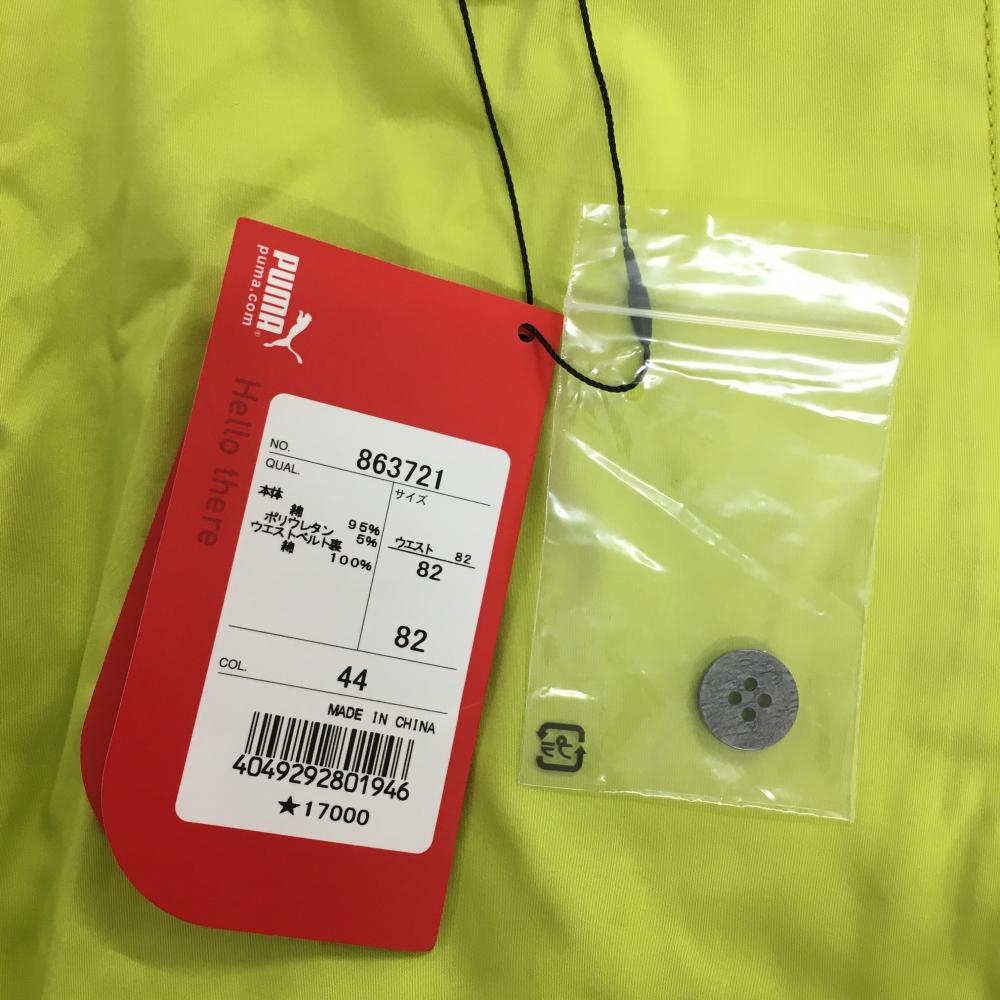 PUMA
puma.com
Hello there
NO. 863721
QUAL.
本体
綿 95%
ポリウレタン 5%
ウエストベルト裏
綿 100%
サイズ
ウエスト 82
82
82
COL. 44
MADE IN CHINA
4049292801946
★17000
プラ